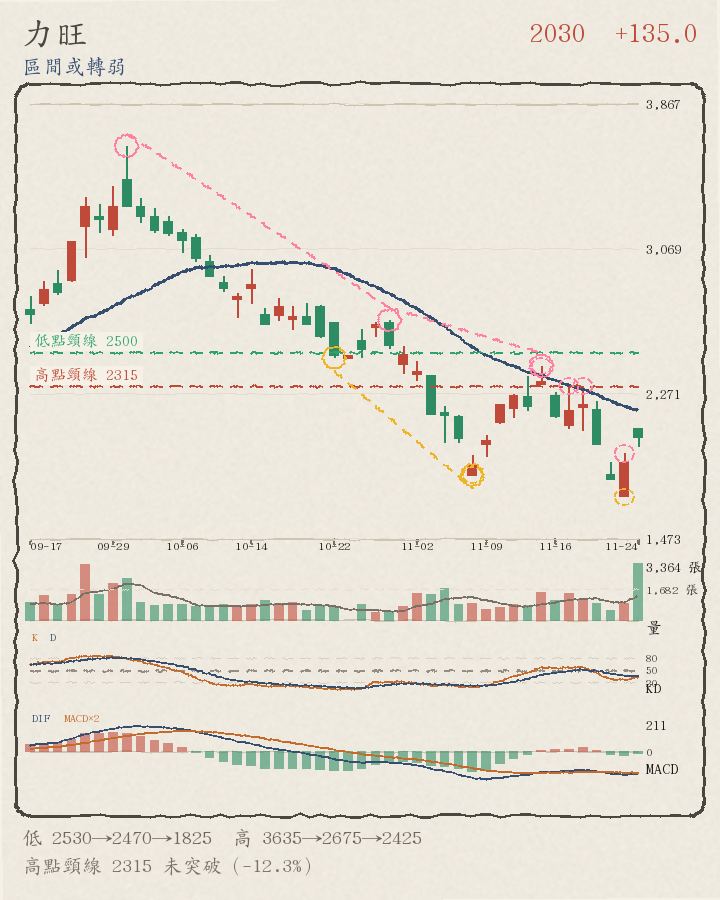 力旺
2030 +135.0
區間或轉弱
3,867
3,069
低點頸線 2500
高點頸線 2315
2,271
1,473
09-17 09-29 10-06 10-14 10-22 11-02 11-09 11-16 11-24
3,364 張
1,682 張
量
K D
80
50
20
KD
DIF MACD×2
211
0
MACD
低 2530→2470→1825 高 3635→2675→2425
高點頸線 2315 未突破 (-12.3%)